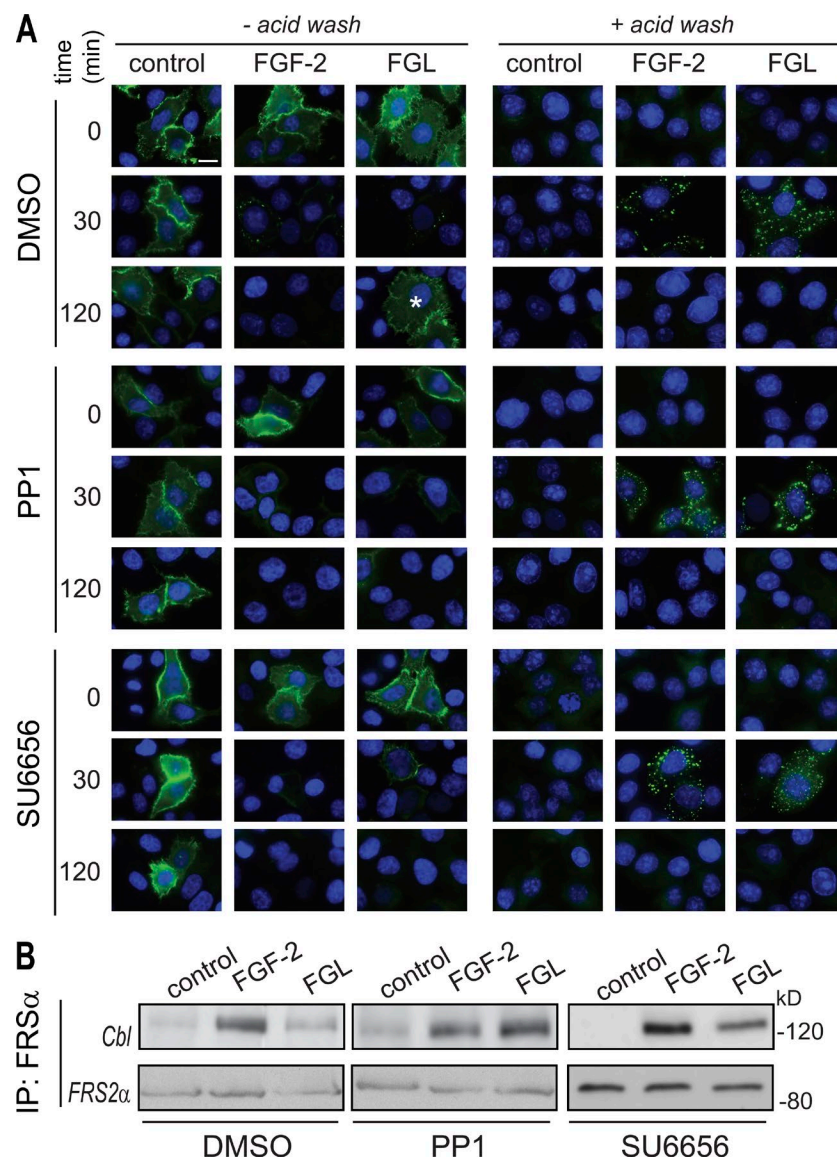 A
- acid wash
+ acid wash
time (min)
control FGF-2 FGL control FGF-2 FGL
DMSO
0
30
120
*
PP1
0
30
120
SU6656
0
30
120
B
control FGF-2 FGL control FGF-2 FGL control FGF-2 FGL
kD
IP: FRSα
Cbl
-120
FRS2α
-80
DMSO PP1 SU6656